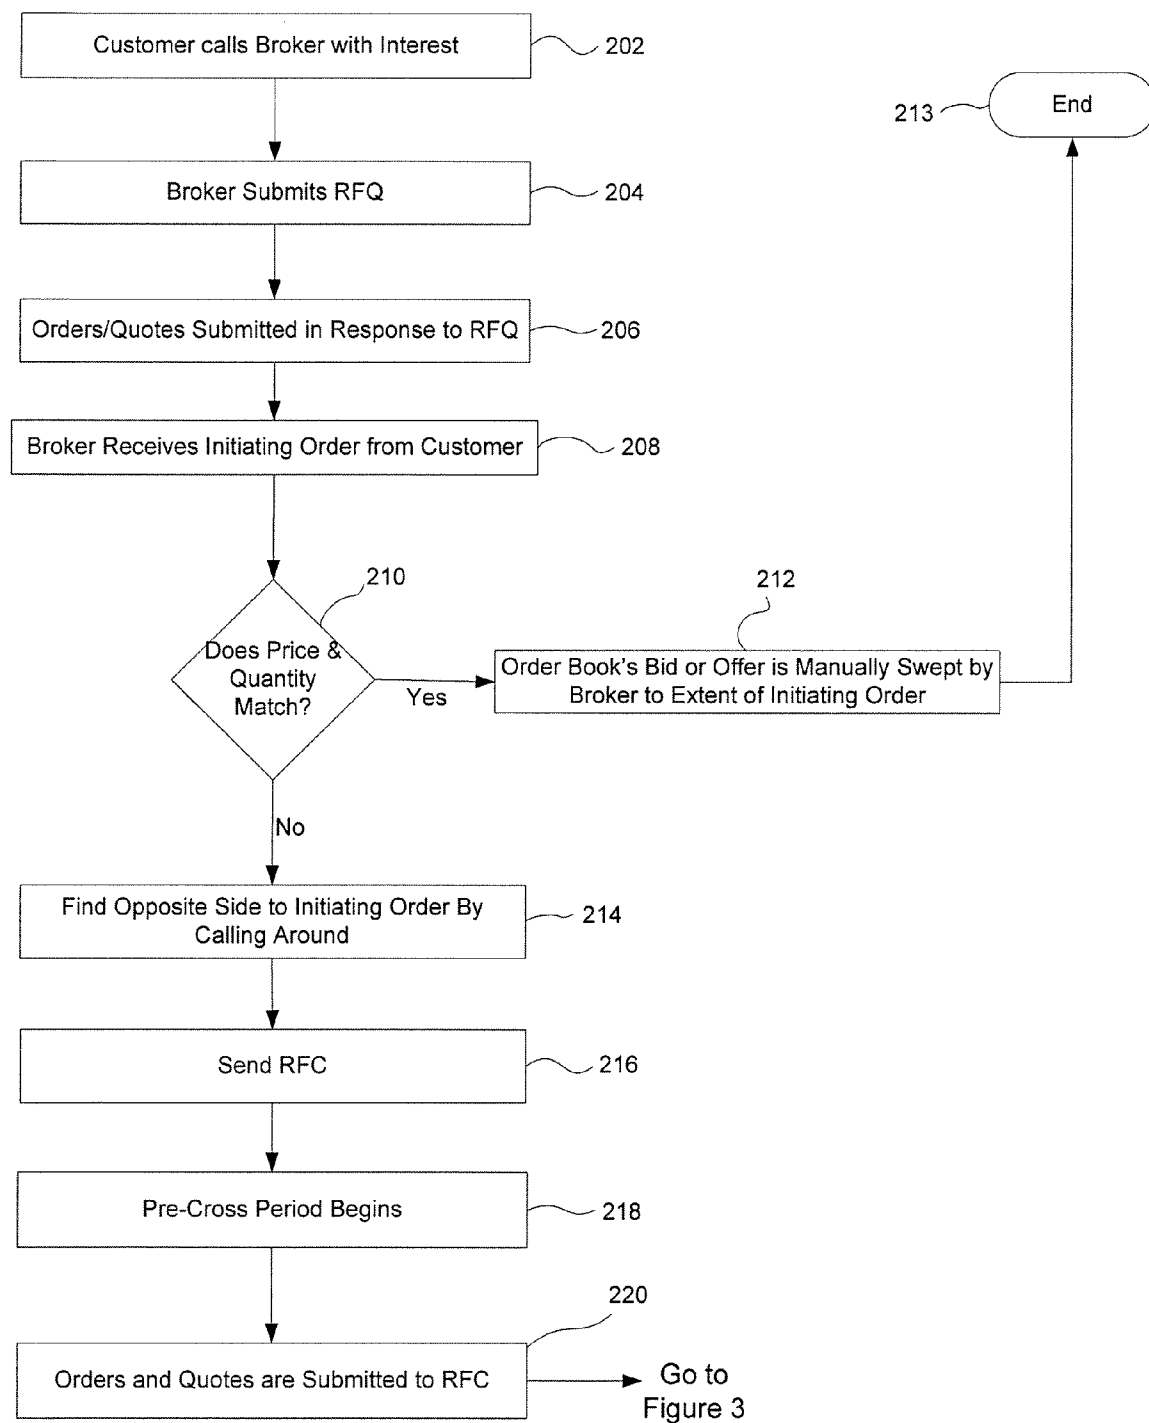 Customer calls Broker with Interest
202
213
End
Broker Submits RFQ
204
Orders/Quotes Submitted in Response to RFQ
206
Broker Receives Initiating Order from Customer
208
210
Does Price &
Quantity
Match?
Yes
212
Order Book's Bid or Offer is Manually Swept by
Broker to Extent of Initiating Order
No
Find Opposite Side to Initiating Order By
Calling Around
214
Send RFC
216
Pre-Cross Period Begins
218
220
Orders and Quotes are Submitted to RFC
Go to
Figure 3